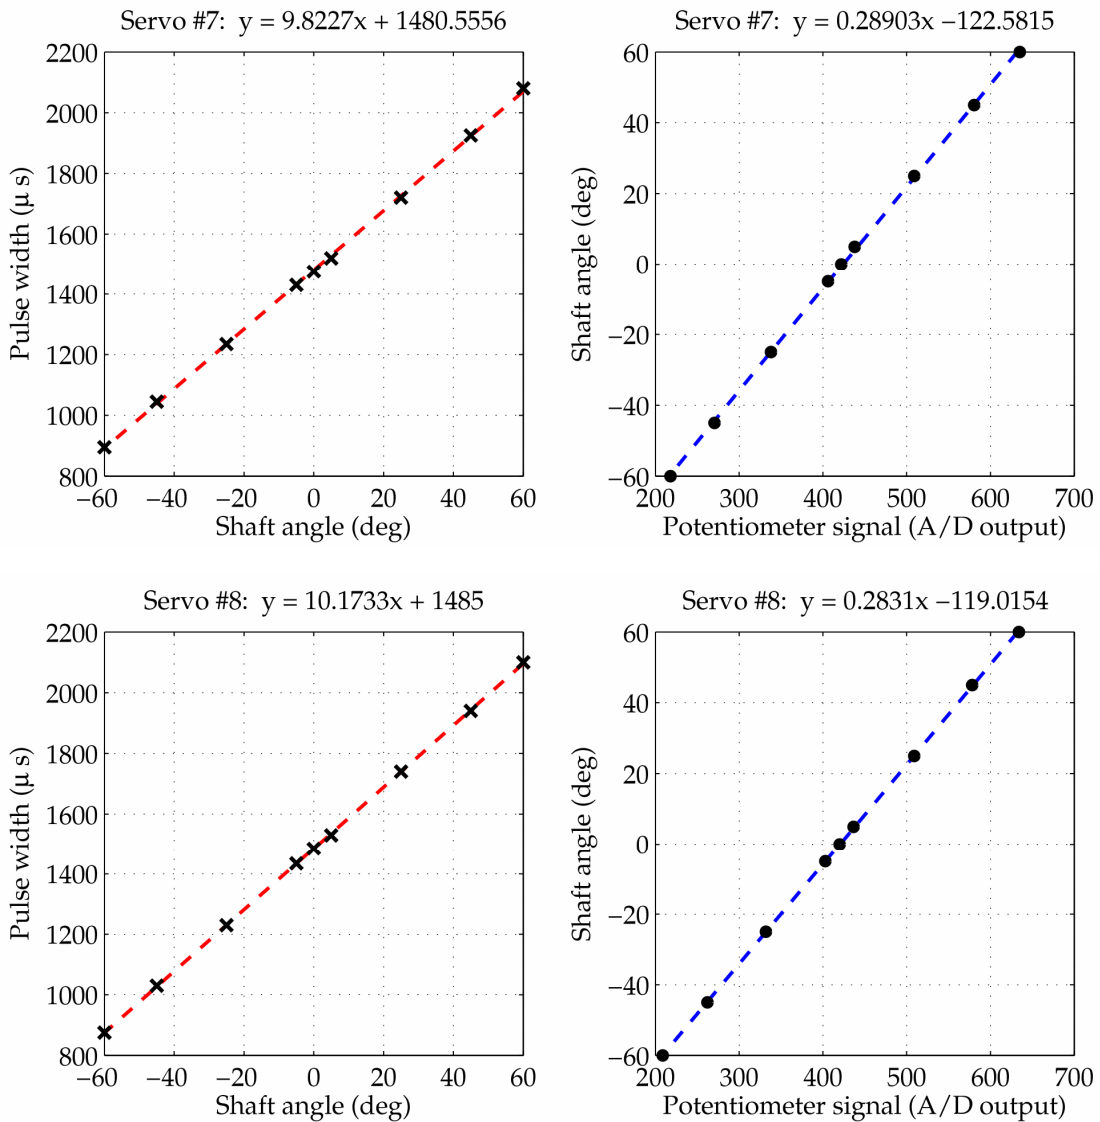 Servo #7:  y = 9.8227x + 1480.5556
2200
2000
1800
1600
1400
1200
1000
800
Pulse width (μ s)
−60 −40 −20 0 20 40 60
Shaft angle (deg)
Servo #7:  y = 0.28903x −122.5815
60
40
20
0
−20
−40
−60
Shaft angle (deg)
200 300 400 500 600 700
Potentiometer signal (A/D output)
Servo #8:  y = 10.1733x + 1485
2200
2000
1800
1600
1400
1200
1000
800
Pulse width (μ s)
−60 −40 −20 0 20 40 60
Shaft angle (deg)
Servo #8:  y = 0.2831x −119.0154
60
40
20
0
−20
−40
−60
Shaft angle (deg)
200 300 400 500 600 700
Potentiometer signal (A/D output)